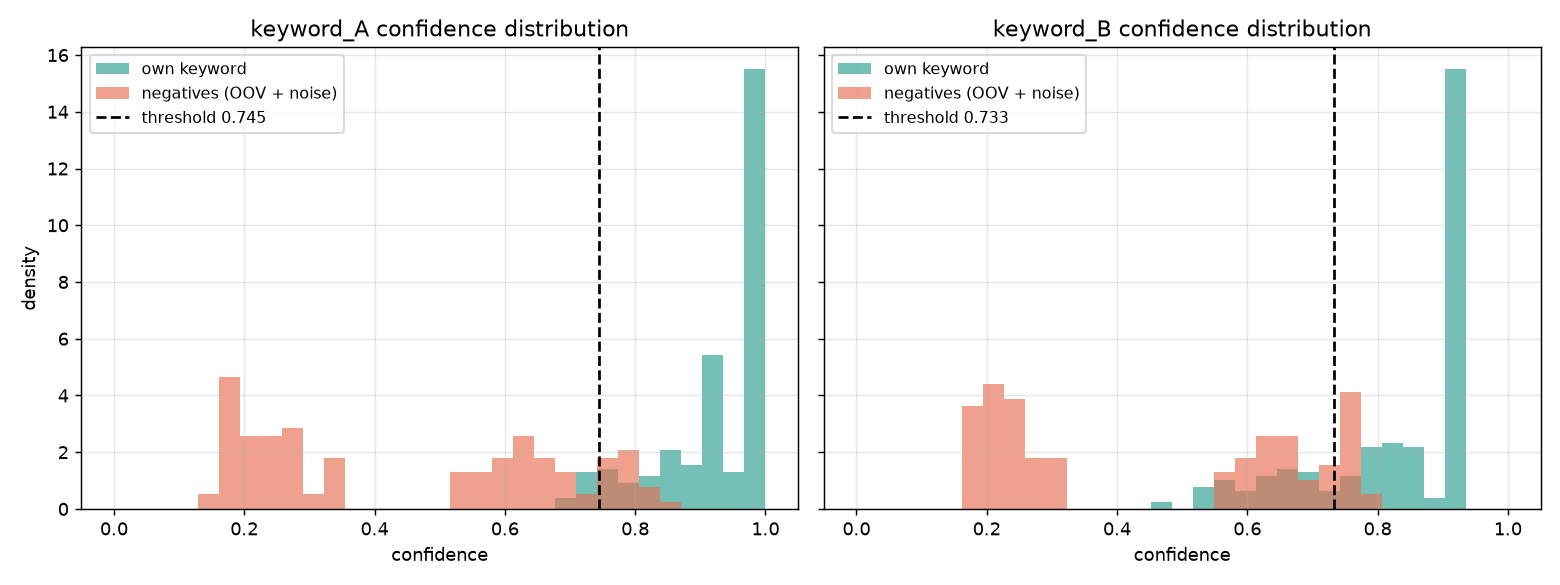 keyword_A confidence distribution
own keyword
negatives (OOV + noise)
threshold 0.745
density
16
14
12
10
8
6
4
2
0
0.0 0.2 0.4 0.6 0.8 1.0
confidence
keyword_B confidence distribution
own keyword
negatives (OOV + noise)
threshold 0.733
0.0 0.2 0.4 0.6 0.8 1.0
confidence